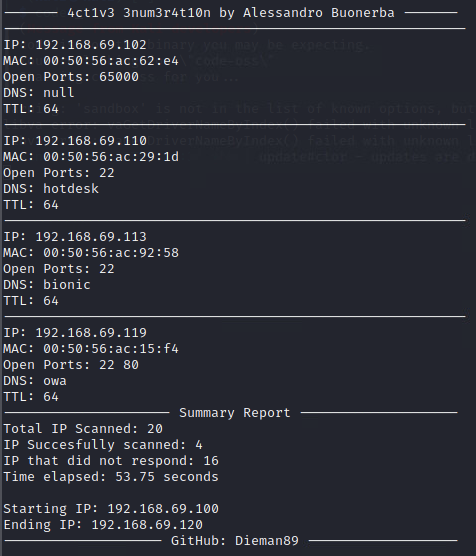 4ct1v3 3num3r4t10n by Alessandro Buonerba
IP: 192.168.69.102
MAC: 00:50:56:ac:62:e4
Open Ports: 65000
DNS: null
TTL: 64
IP: 192.168.69.110
MAC: 00:50:56:ac:29:1d
Open Ports: 22
DNS: hotdesk
TTL: 64
IP: 192.168.69.113
MAC: 00:50:56:ac:92:58
Open Ports: 22
DNS: bionic
TTL: 64
IP: 192.168.69.119
MAC: 00:50:56:ac:15:f4
Open Ports: 22 80
DNS: owa
TTL: 64
Summary Report
Total IP Scanned: 20
IP Succesfully scanned: 4
IP that did not respond: 16
Time elapsed: 53.75 seconds
Starting IP: 192.168.69.100
Ending IP: 192.168.69.120
GitHub: Dieman89